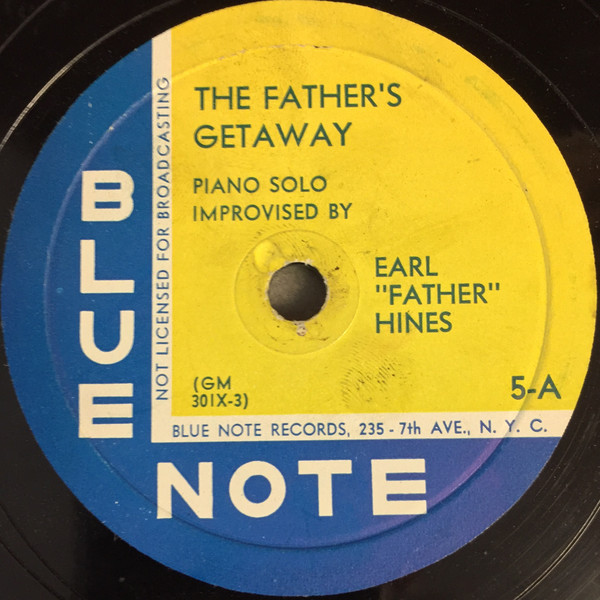 THE FATHER'S
GETAWAY
PIANO SOLO
IMPROVISED BY
EARL
"FATHER"
HINES
(GM
301X-3)
5-A
NOT LICENSED FOR BROADCASTING
BLUE NOTE RECORDS, 235 - 7th AVE., N. Y. C.
BLUE
NOTE